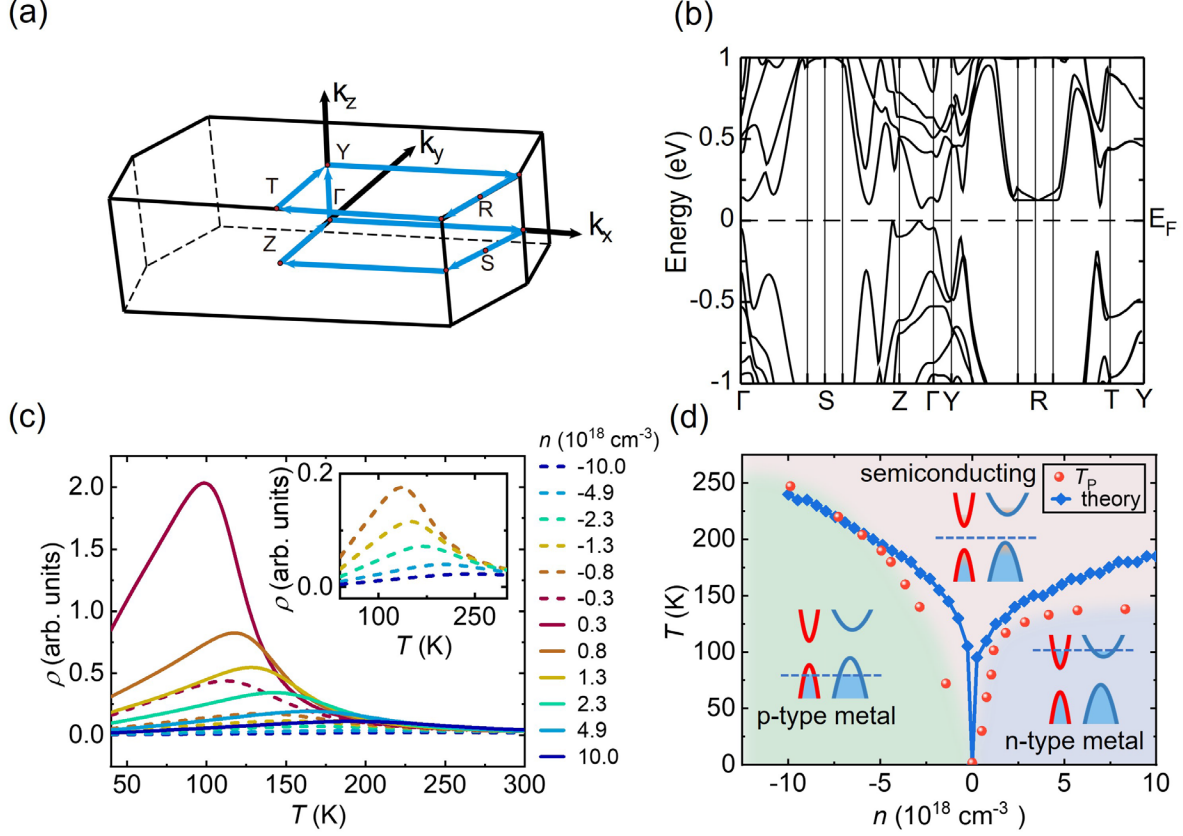 (a)
k_z
Y
k_y
T
Γ
R
Z
k_x
S
(b)
Energy (eV)
1
0.5
0
-0.5
-1
E_F
Γ S Z Γ Y R T Y
(c)
ρ (arb. units)
2.0
1.5
1.0
0.5
0.0
50 100 150 200 250 300
T (K)
ρ (arb. units)
0.2
0.0
100 250
T (K)
n (10^18 cm^-3)
-10.0
-4.9
-2.3
-1.3
-0.8
-0.3
0.3
0.8
1.3
2.3
4.9
10.0
(d)
T (K)
250
200
150
100
50
0
semiconducting
T_P
theory
p-type metal
n-type metal
-10 -5 0 5 10
n (10^18 cm^-3)